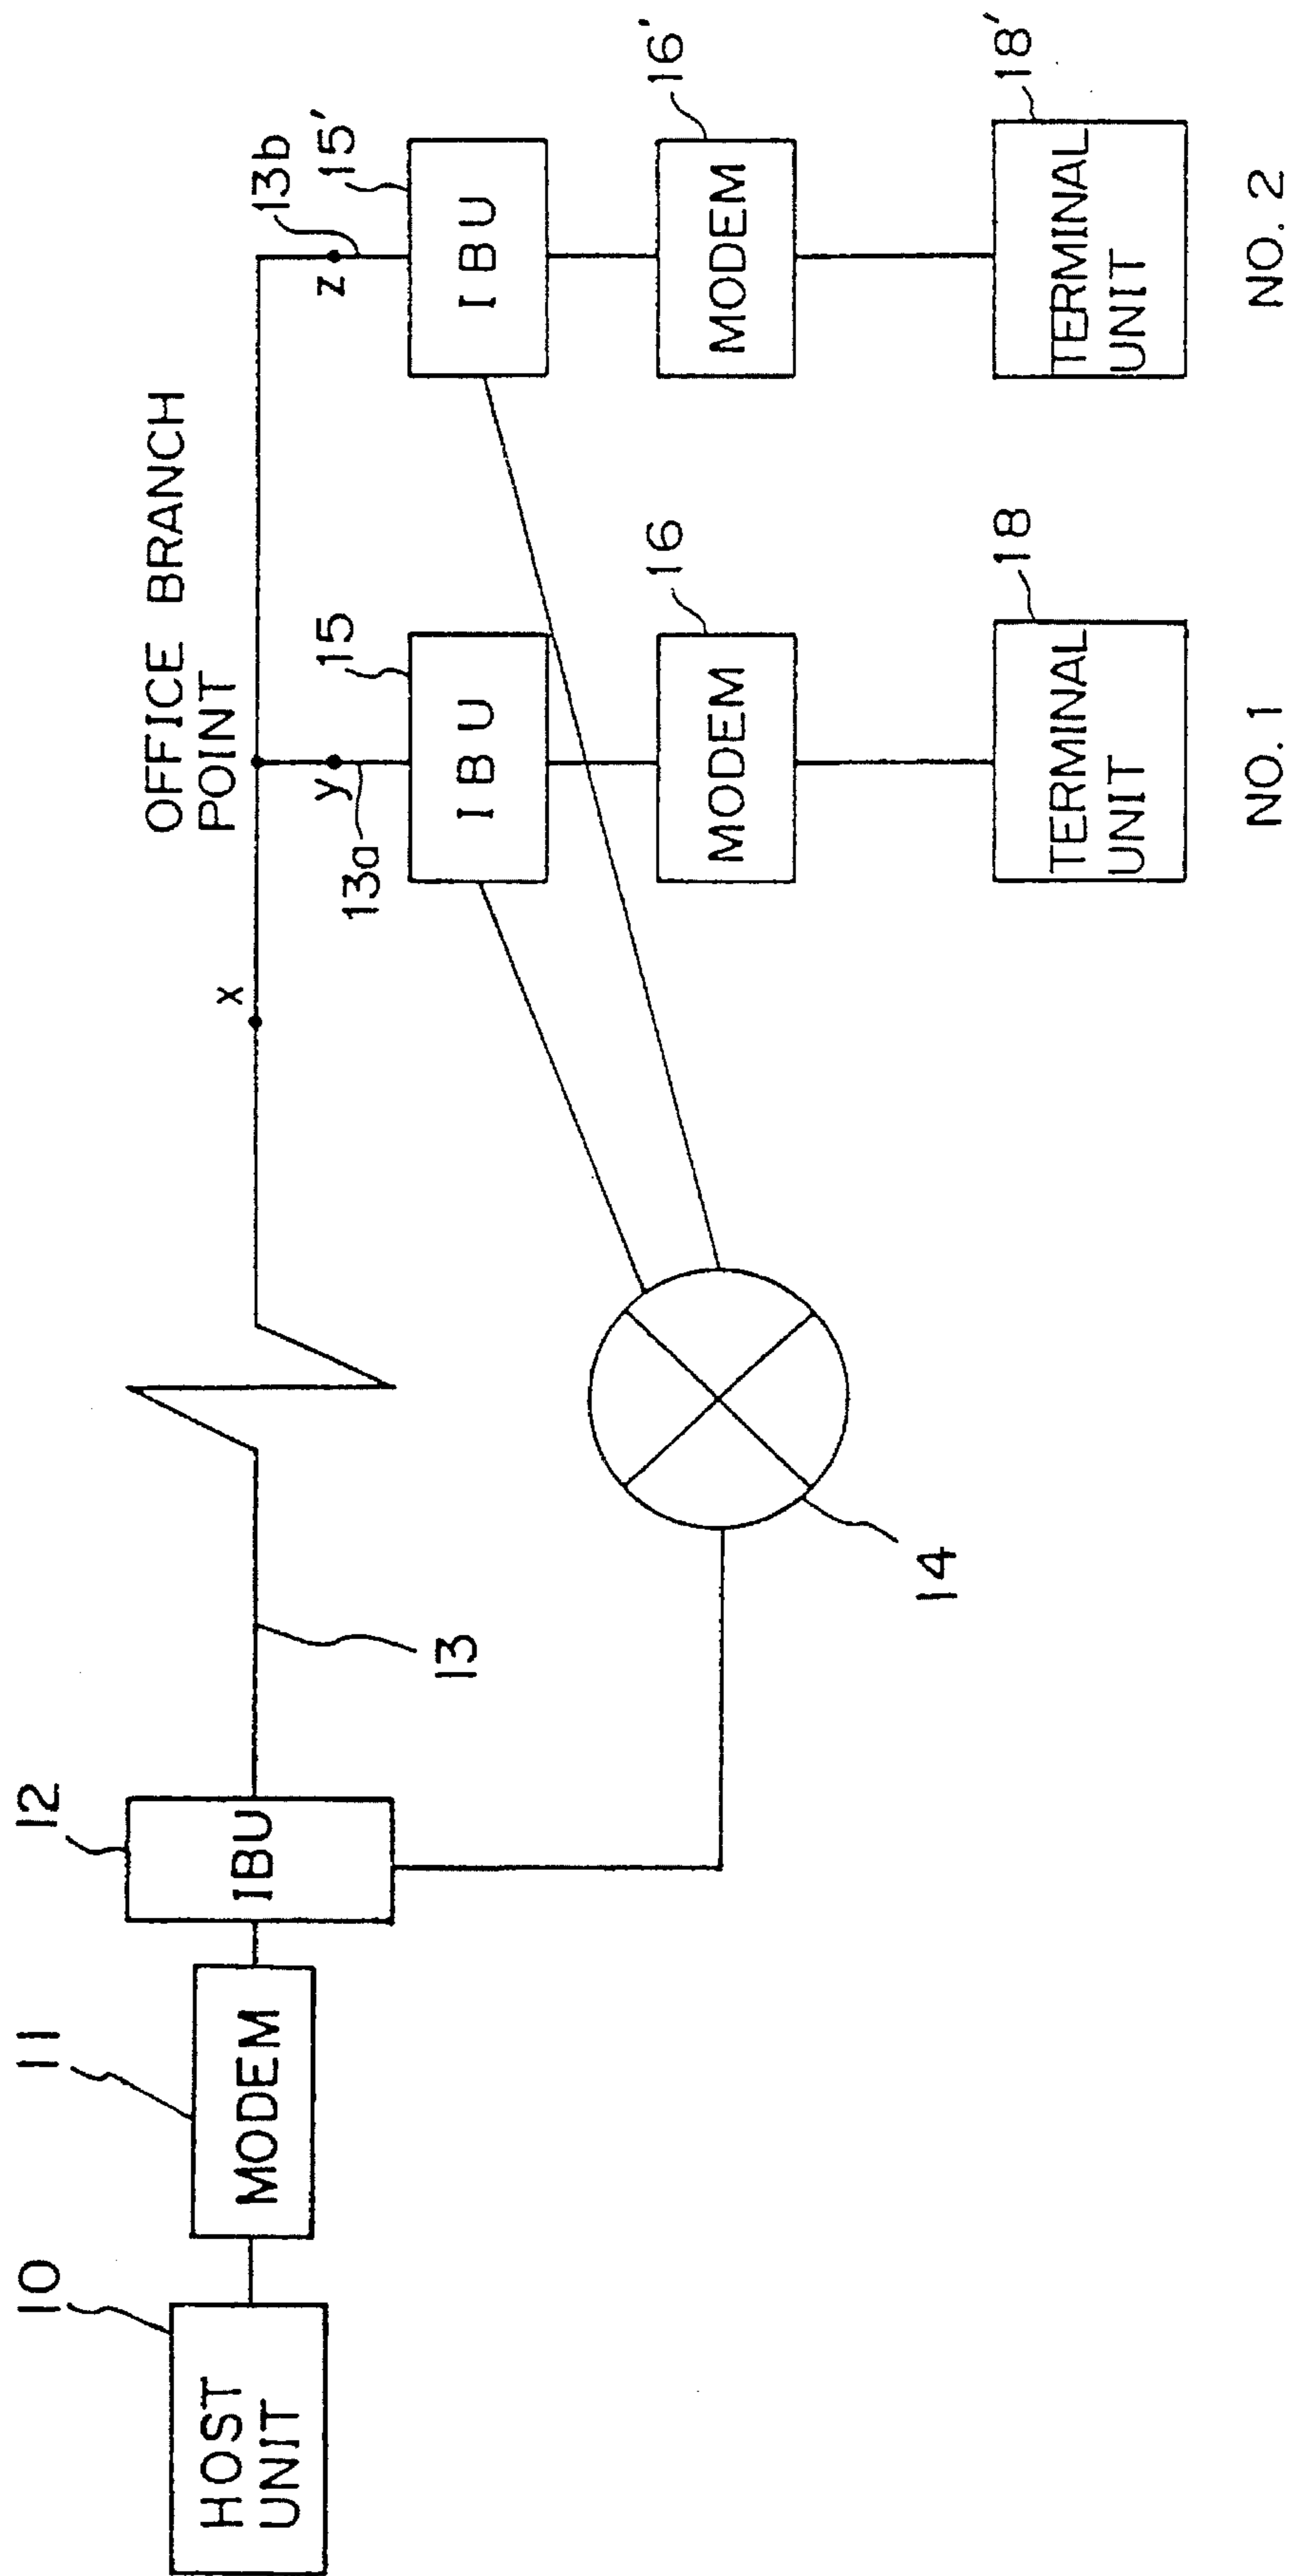 10
HOST
UNIT
11
MODEM
12
IBU
13
14
OFFICE BRANCH
POINT
x
y
13a
z
13b
15
IBU
15'
IBU
16
MODEM
16'
MODEM
18
TERMINAL
UNIT
18'
TERMINAL
UNIT
NO. 1
NO. 2